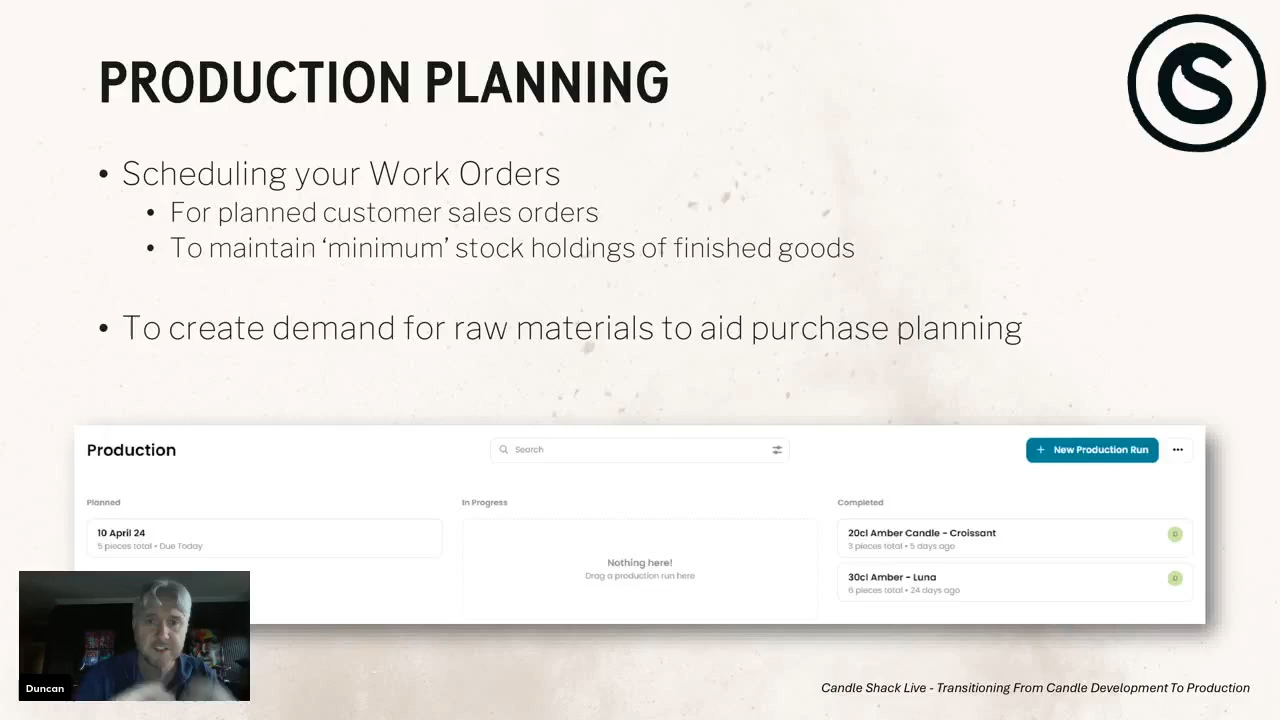 PRODUCTION PLANNING
• Scheduling your Work Orders
• For planned customer sales orders
• To maintain ‘minimum’ stock holdings of finished goods
• To create demand for raw materials to aid purchase planning
Production
Search
+ New Production Run
Planned
In Progress
Completed
10 April 24
5 pieces total • Due Today
Nothing here!
Drag a production run here
20cl Amber Candle - Croissant
3 pieces total • 5 days ago
D
30cl Amber - Luna
6 pieces total • 24 days ago
D
Duncan
Candle Shack Live - Transitioning From Candle Development To Production